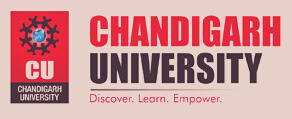 CU
CHANDIGARH
UNIVERSITY
CHANDIGARH
UNIVERSITY
Discover. Learn. Empower.